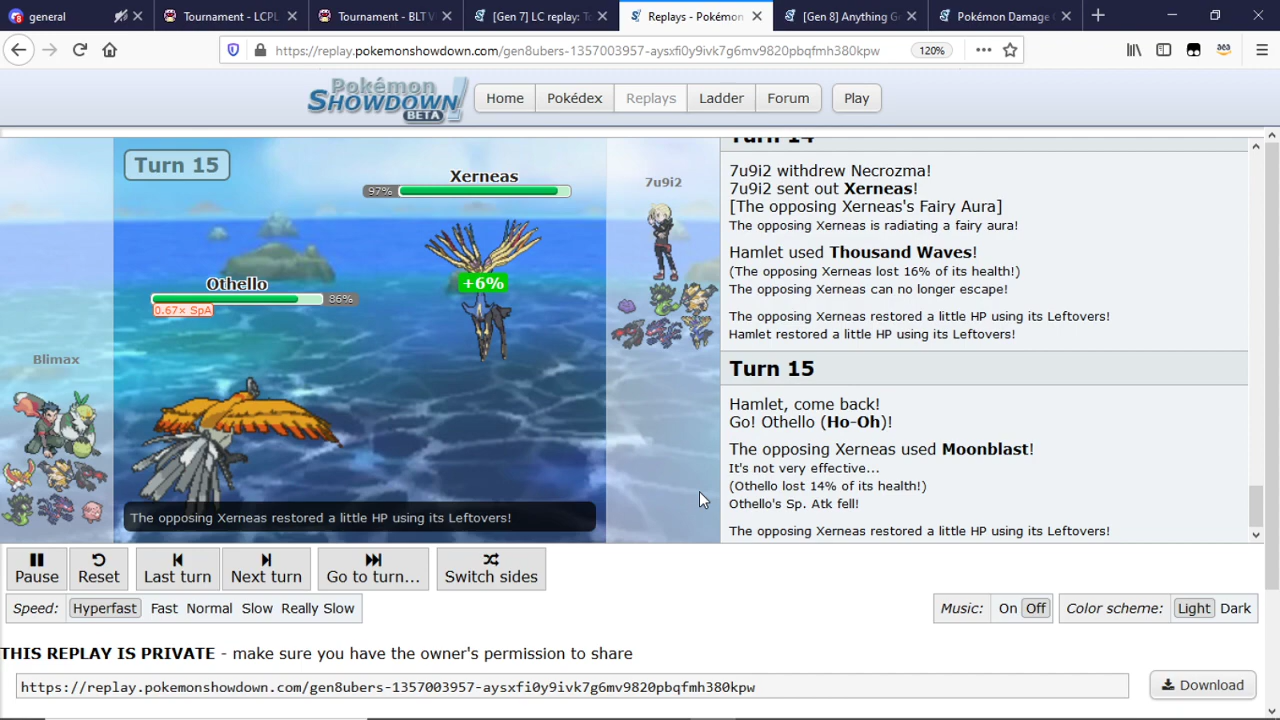 general
Tournament - LCPL
Tournament - BLT V
[Gen 7] LC replay: To
Replays - Pokémon
[Gen 8] Anything G
Pokémon Damage C
https://replay.pokemonshowdown.com/gen8ubers-1357003957-aysxfi0y9ivk7g6mv9820pbqfmh380kpw
120%
Pokémon
SHOWDOWN!
BETA
Home
Pokédex
Replays
Ladder
Forum
Play
Turn 15
Xerneas
97%
+6%
Othello
86%
0.67× SpA
7u9i2
Blimax
The opposing Xerneas restored a little HP using its Leftovers!
Turn 14
7u9i2 withdrew Necrozma!
7u9i2 sent out Xerneas!
[The opposing Xerneas's Fairy Aura]
The opposing Xerneas is radiating a fairy aura!
Hamlet used Thousand Waves!
(The opposing Xerneas lost 16% of its health!)
The opposing Xerneas can no longer escape!
The opposing Xerneas restored a little HP using its Leftovers!
Hamlet restored a little HP using its Leftovers!
Turn 15
Hamlet, come back!
Go! Othello (Ho-Oh)!
The opposing Xerneas used Moonblast!
It's not very effective...
(Othello lost 14% of its health!)
Othello's Sp. Atk fell!
The opposing Xerneas restored a little HP using its Leftovers!
Pause
Reset
Last turn
Next turn
Go to turn...
Switch sides
Speed: Hyperfast Fast Normal Slow Really Slow
Music: On Off
Color scheme: Light Dark
THIS REPLAY IS PRIVATE - make sure you have the owner's permission to share
https://replay.pokemonshowdown.com/gen8ubers-1357003957-aysxfi0y9ivk7g6mv9820pbqfmh380kpw
Download